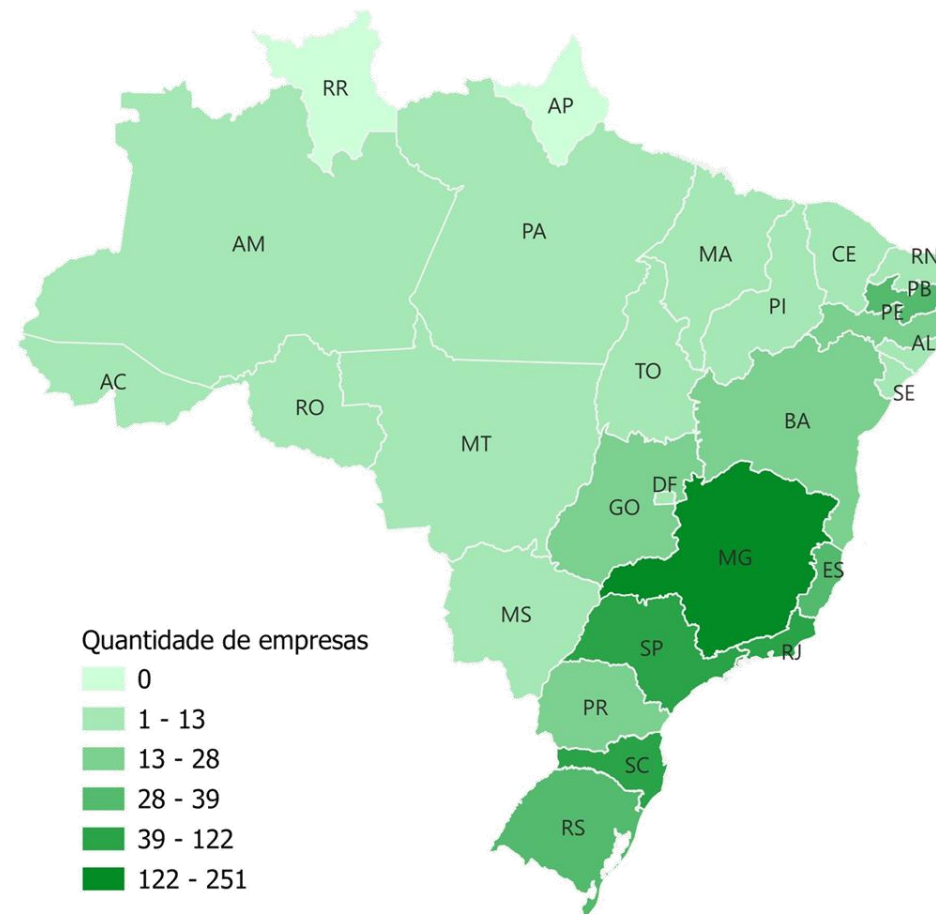 RR
AP
AM
PA
MA
CE
RN
PB
PE
PI
AL
AC
TO
SE
RO
BA
MT
DF
GO
MG
ES
MS
SP
RJ
PR
SC
RS
Quantidade de empresas
0
1 - 13
13 - 28
28 - 39
39 - 122
122 - 251